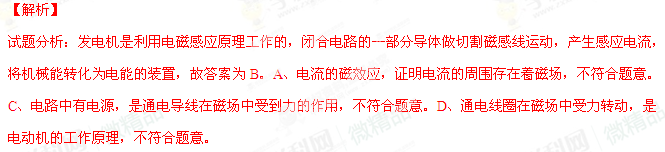 【解析】
试题分析：发电机是利用电磁感应原理工作的，闭合电路的一部分导体做切割磁感线运动，产生感应电流，
将机械能转化为电能的装置，故答案为 B。A、电流的磁效应，证明电流的周围存在着磁场，不符合题意。
C、电路中有电源，是通电导线在磁场中受到力的作用，不符合题意。D、通电线圈在磁场中受力转动，是
电动机的工作原理，不符合题意。